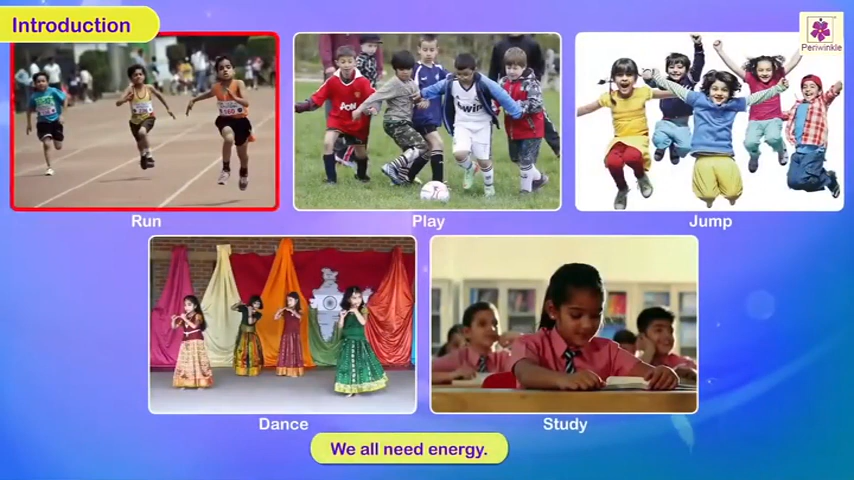 Introduction
Periwinkle
Run
Play
Jump
Dance
Study
We all need energy.